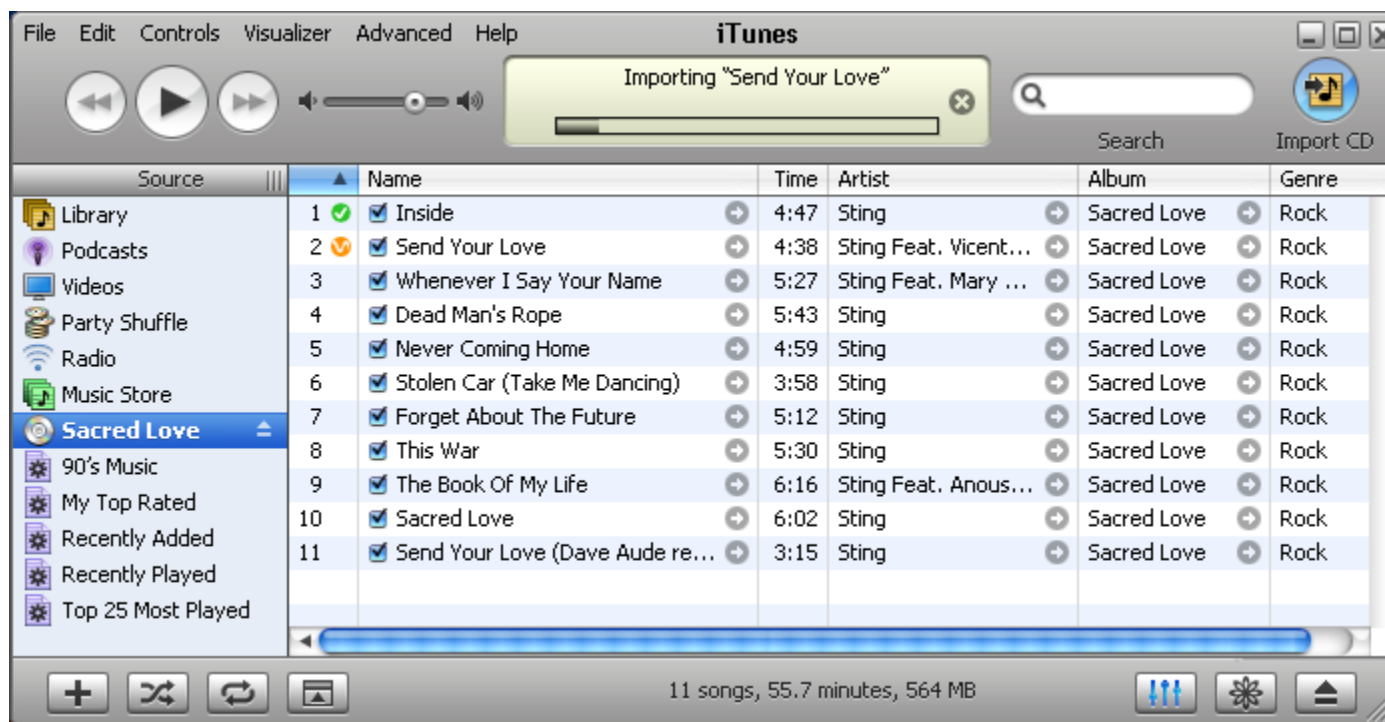 File Edit Controls Visualizer Advanced Help iTunes
Importing "Send Your Love"
Search Import CD
Source Name Time Artist Album Genre
Library
Podcasts
Videos
Party Shuffle
Radio
Music Store
Sacred Love
90's Music
My Top Rated
Recently Added
Recently Played
Top 25 Most Played
1 Inside 4:47 Sting Sacred Love Rock
2 Send Your Love 4:38 Sting Feat. Vicent... Sacred Love Rock
3 Whenever I Say Your Name 5:27 Sting Feat. Mary ... Sacred Love Rock
4 Dead Man's Rope 5:43 Sting Sacred Love Rock
5 Never Coming Home 4:59 Sting Sacred Love Rock
6 Stolen Car (Take Me Dancing) 3:58 Sting Sacred Love Rock
7 Forget About The Future 5:12 Sting Sacred Love Rock
8 This War 5:30 Sting Sacred Love Rock
9 The Book Of My Life 6:16 Sting Feat. Anous... Sacred Love Rock
10 Sacred Love 6:02 Sting Sacred Love Rock
11 Send Your Love (Dave Aude re... 3:15 Sting Sacred Love Rock
11 songs, 55.7 minutes, 564 MB